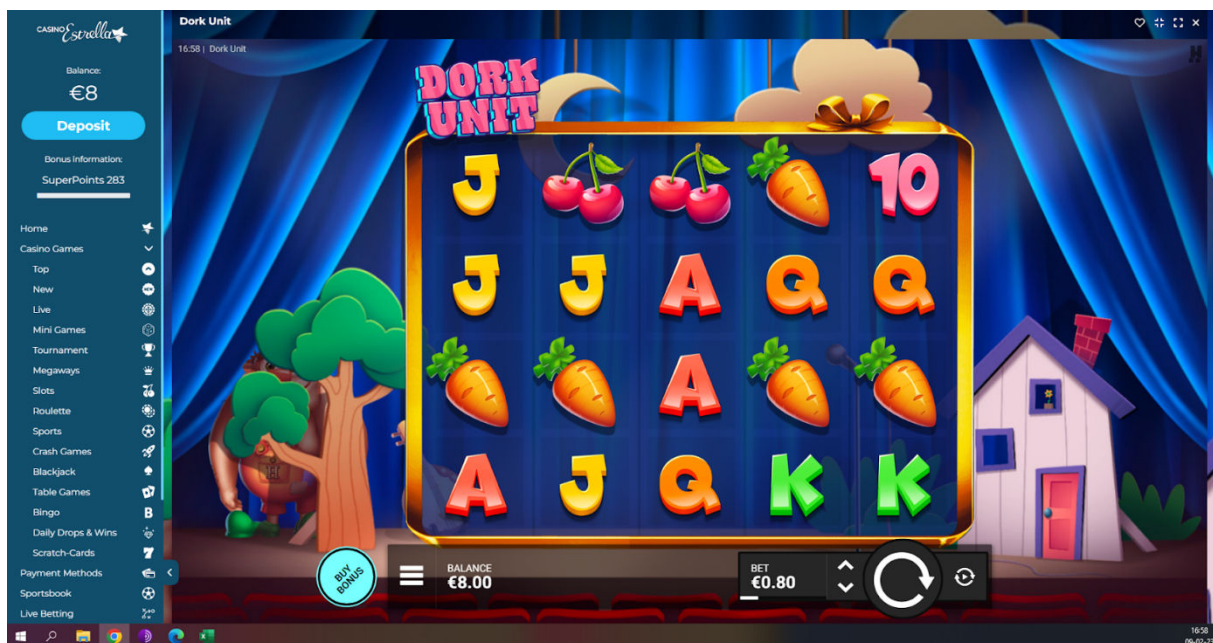 CASINO Estrella
Balance:
€8
Deposit
Bonus information:
SuperPoints 283
Home
Casino Games
Top
New
NEW
Live
Mini Games
Tournament
Megaways
Slots
Roulette
Sports
Crash Games
Blackjack
Table Games
Bingo
B
Daily Drops & Wins
Scratch-Cards
7
Payment Methods
Sportsbook
Live Betting
Dork Unit
16:58 | Dork Unit
H
DORK
UNIT
J
10
J J A Q Q
A
A J Q K K
BUY
BONUS
BALANCE
€8.00
BET
€0.80
16:58